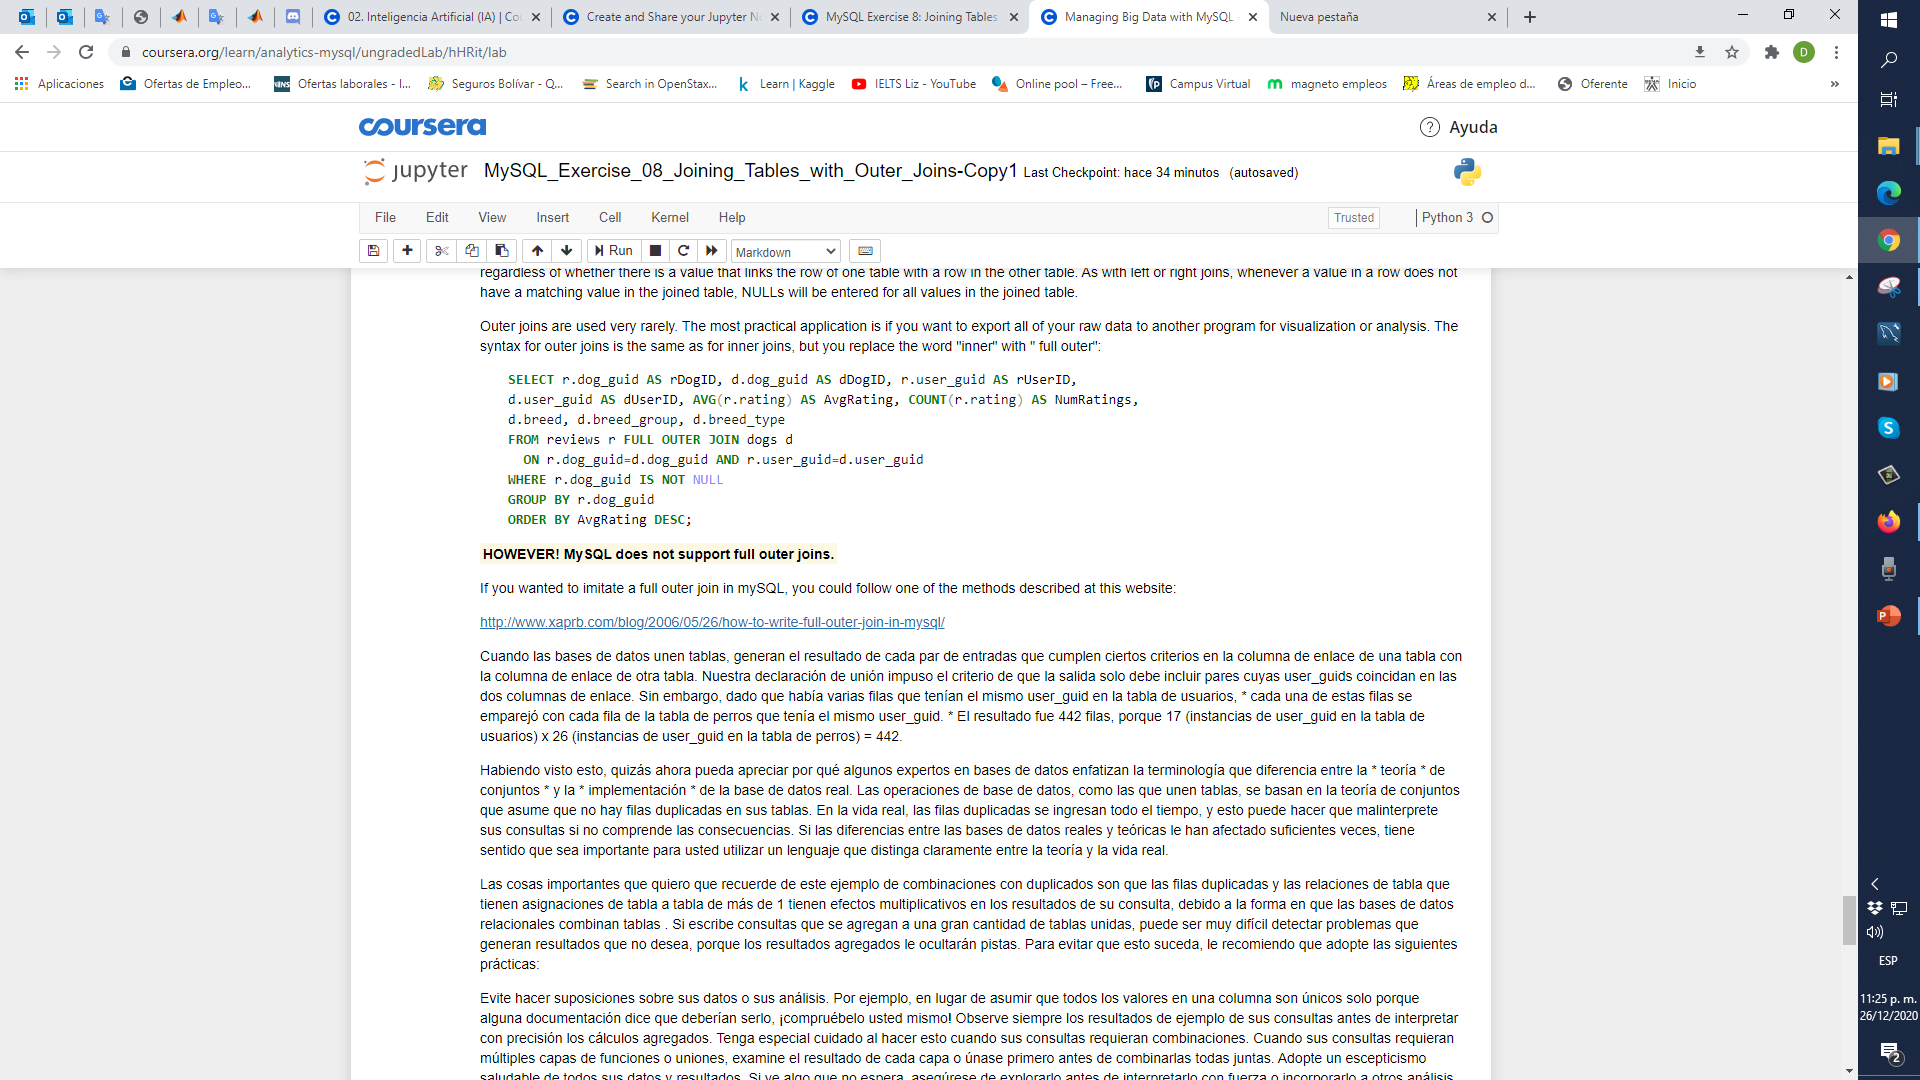 02. Inteligencia Artificial (IA) | Co
Create and Share your Jupyter N
MySQL Exercise 8: Joining Tables
Managing Big Data with MySQL -
Nueva pestaña
coursera.org/learn/analytics-mysql/ungradedLab/hHRit/lab
D
Aplicaciones
Ofertas de Empleo...
Ofertas laborales - I...
Seguros Bolívar - Q...
Search in OpenStax...
Learn | Kaggle
IELTS Liz - YouTube
Online pool – Free...
Campus Virtual
magneto empleos
Áreas de empleo d...
Oferente
Inicio
»
coursera
Ayuda
jupyter MySQL_Exercise_08_Joining_Tables_with_Outer_Joins-Copy1 Last Checkpoint: hace 34 minutos (autosaved)
File Edit View Insert Cell Kernel Help
Trusted
Python 3
Run
Markdown
regardless of whether there is a value that links the row of one table with a row in the other table. As with left or right joins, whenever a value in a row does not
have a matching value in the joined table, NULLs will be entered for all values in the joined table.
Outer joins are used very rarely. The most practical application is if you want to export all of your raw data to another program for visualization or analysis. The
syntax for outer joins is the same as for inner joins, but you replace the word "inner" with " full outer":
SELECT r.dog_guid AS rDogID, d.dog_guid AS dDogID, r.user_guid AS rUserID,
d.user_guid AS dUserID, AVG(r.rating) AS AvgRating, COUNT(r.rating) AS NumRatings,
d.breed, d.breed_group, d.breed_type
FROM reviews r FULL OUTER JOIN dogs d
ON r.dog_guid=d.dog_guid AND r.user_guid=d.user_guid
WHERE r.dog_guid IS NOT NULL
GROUP BY r.dog_guid
ORDER BY AvgRating DESC;
HOWEVER! MySQL does not support full outer joins.
If you wanted to imitate a full outer join in mySQL, you could follow one of the methods described at this website:
http://www.xaprb.com/blog/2006/05/26/how-to-write-full-outer-join-in-mysql/
Cuando las bases de datos unen tablas, generan el resultado de cada par de entradas que cumplen ciertos criterios en la columna de enlace de una tabla con
la columna de enlace de otra tabla. Nuestra declaración de unión impuso el criterio de que la salida solo debe incluir pares cuyas user_guids coincidan en las
dos columnas de enlace. Sin embargo, dado que había varias filas que tenían el mismo user_guid en la tabla de usuarios, * cada una de estas filas se
emparejó con cada fila de la tabla de perros que tenía el mismo user_guid. * El resultado fue 442 filas, porque 17 (instancias de user_guid en la tabla de
usuarios) x 26 (instancias de user_guid en la tabla de perros) = 442.
Habiendo visto esto, quizás ahora pueda apreciar por qué algunos expertos en bases de datos enfatizan la terminología que diferencia entre la * teoría * de
conjuntos * y la * implementación * de la base de datos real. Las operaciones de base de datos, como las que unen tablas, se basan en la teoría de conjuntos
que asume que no hay filas duplicadas en sus tablas. En la vida real, las filas duplicadas se ingresan todo el tiempo, y esto puede hacer que malinterprete
sus consultas si no comprende las consecuencias. Si las diferencias entre las bases de datos reales y teóricas le han afectado suficientes veces, tiene
sentido que sea importante para usted utilizar un lenguaje que distinga claramente entre la teoría y la vida real.
Las cosas importantes que quiero que recuerde de este ejemplo de combinaciones con duplicados son que las filas duplicadas y las relaciones de tabla que
tienen asignaciones de tabla a tabla de más de 1 tienen efectos multiplicativos en los resultados de su consulta, debido a la forma en que las bases de datos
relacionales combinan tablas . Si escribe consultas que se agregan a una gran cantidad de tablas unidas, puede ser muy difícil detectar problemas que
generan resultados que no desea, porque los resultados agregados le ocultarán pistas. Para evitar que esto suceda, le recomiendo que adopte las siguientes
prácticas:
Evite hacer suposiciones sobre sus datos o sus análisis. Por ejemplo, en lugar de asumir que todos los valores en una columna son únicos solo porque
alguna documentación dice que deberían serlo, ¡compruébelo usted mismo! Observe siempre los resultados de ejemplo de sus consultas antes de interpretar
con precisión los cálculos agregados. Tenga especial cuidado al hacer esto cuando sus consultas requieran combinaciones. Cuando sus consultas requieran
múltiples capas de funciones o uniones, examine el resultado de cada capa o únase primero antes de combinarlas todas juntas. Adopte un escepticismo
saludable de todos sus datos y resultados. Si ve algo que no espera, asegúrese de explorarlo antes de interpretarlo con fuerza o incorporarlo a otros análisis.
ESP
11:25 p. m.
26/12/2020
2